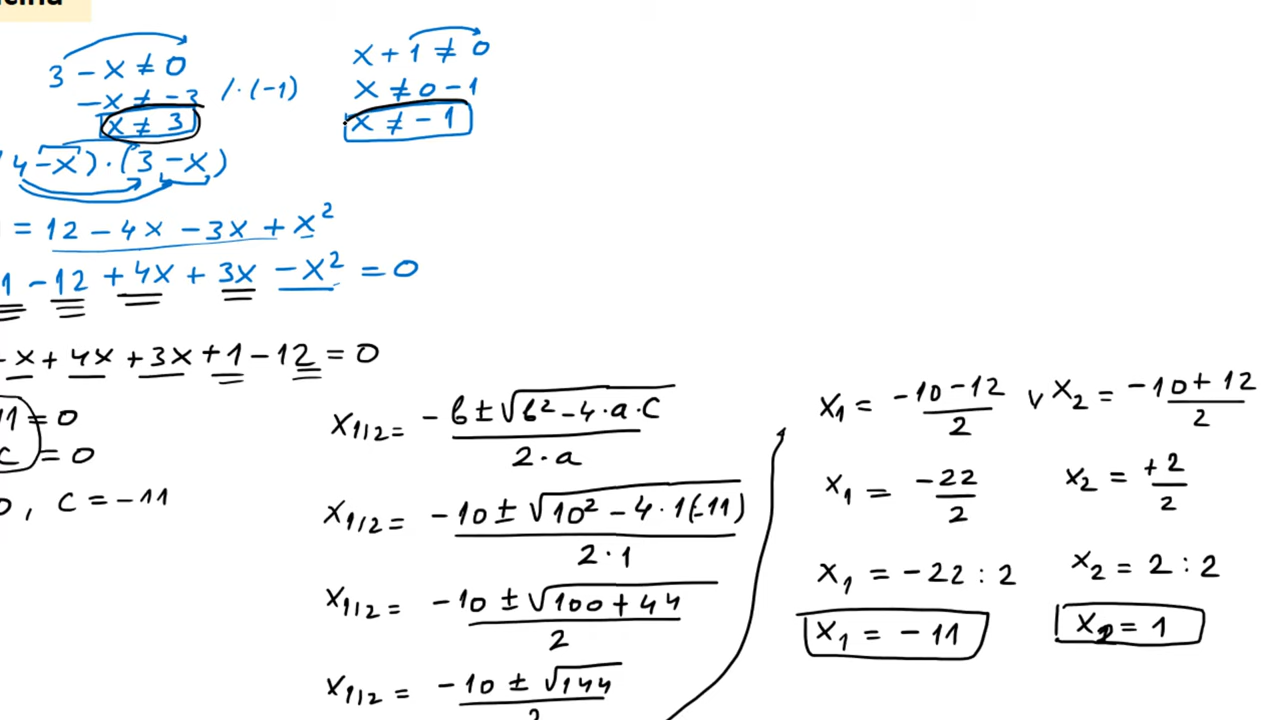 3 - x ≠ 0
-x ≠ -3 /·(-1)
x ≠ 3
x + 1 ≠ 0
x ≠ 0 - 1
x ≠ -1
4 - x) · (3 - x)
= 12 - 4x - 3x + x²
1 - 12 + 4x + 3x - x² = 0
- x + 4x + 3x + 1 - 12 = 0
11 = 0
c = 0
0, c = -11
x1/2 = -b ± √b² - 4·a·c / 2·a
x1/2 = -10 ± √10² - 4·1(-11) / 2·1
x1/2 = -10 ± √100 + 44 / 2
x1/2 = -10 ± √144 / 2
x₁ = -10 - 12 / 2 v x₂ = -10 + 12 / 2
x₁ = -22 / 2 x₂ = +2 / 2
x₁ = -22 : 2 x₂ = 2 : 2
x₁ = -11 x₂ = 1